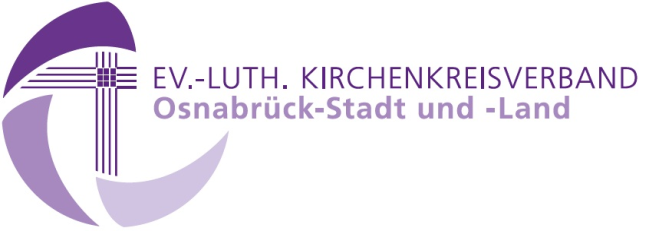 EV.-LUTH. KIRCHENKREISVERBAND
Osnabrück-Stadt und -Land